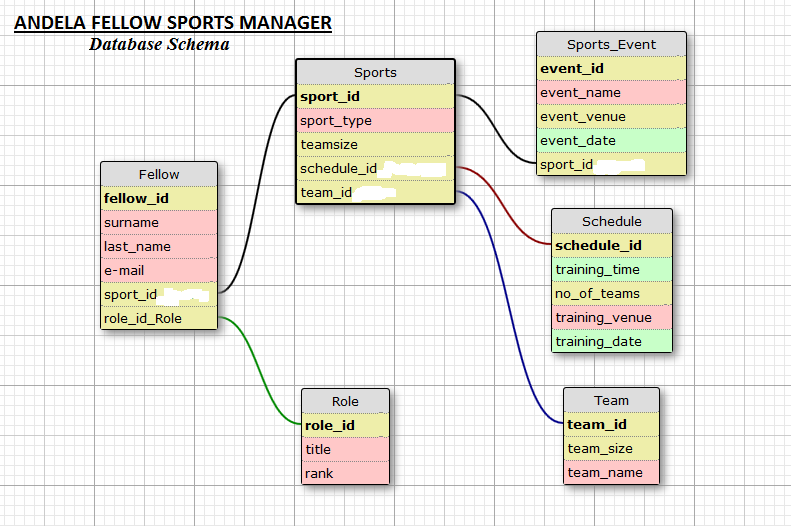 ANDELA FELLOW SPORTS MANAGER
Database Schema
Fellow
fellow_id
surname
last_name
e-mail
sport_id
role_id_Role
Sports
sport_id
sport_type
teamsize
schedule_id
team_id
Role
role_id
title
rank
Sports_Event
event_id
event_name
event_venue
event_date
sport_id
Schedule
schedule_id
training_time
no_of_teams
training_venue
training_date
Team
team_id
team_size
team_name